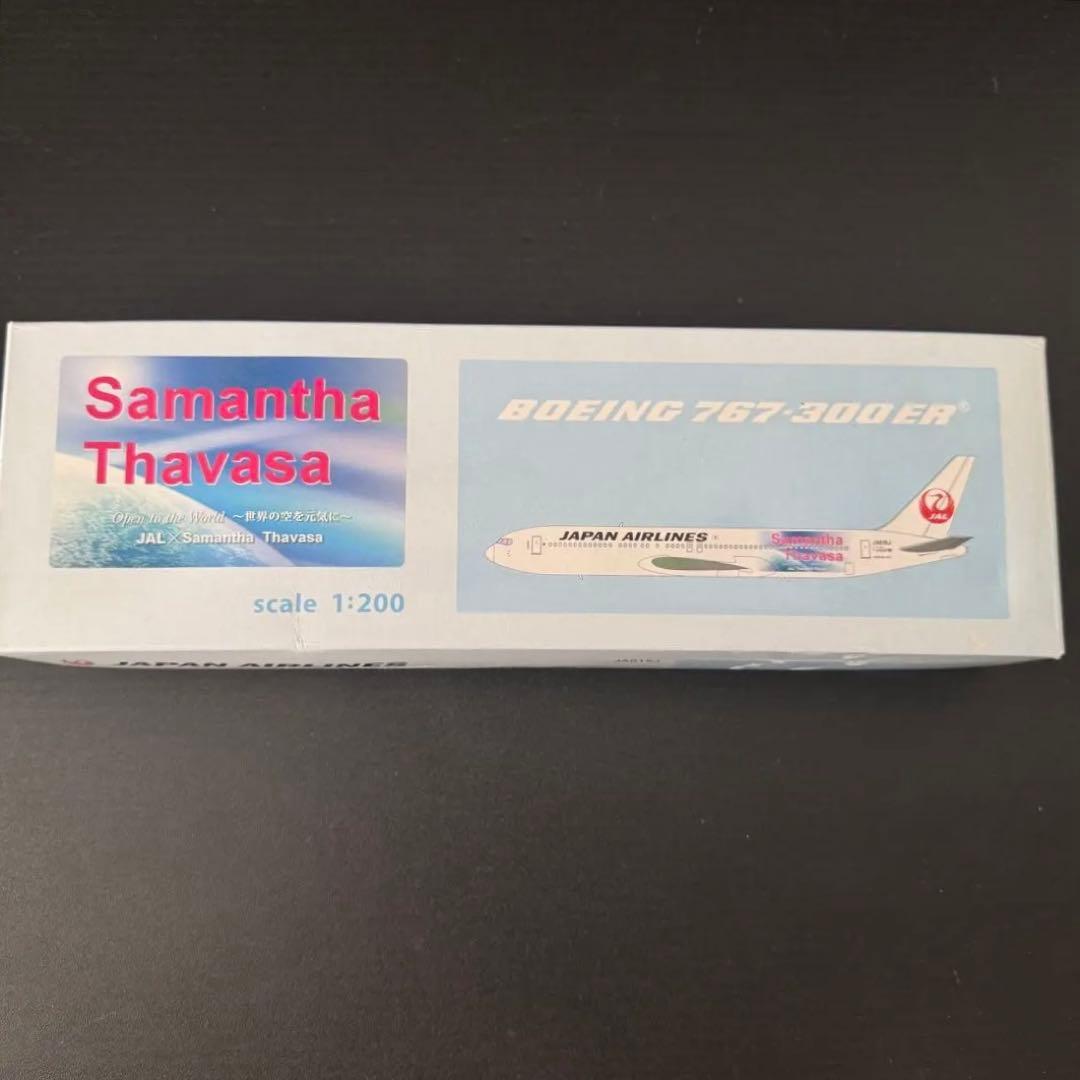 Samantha
Thavasa
Open to the World ～世界の空を元気に～
JAL×Samantha Thavasa
scale 1:200
BOEING 767-300ER®
JAPAN AIRLINES
Samantha
Thavasa
JAL
JAPAN AIRLINES